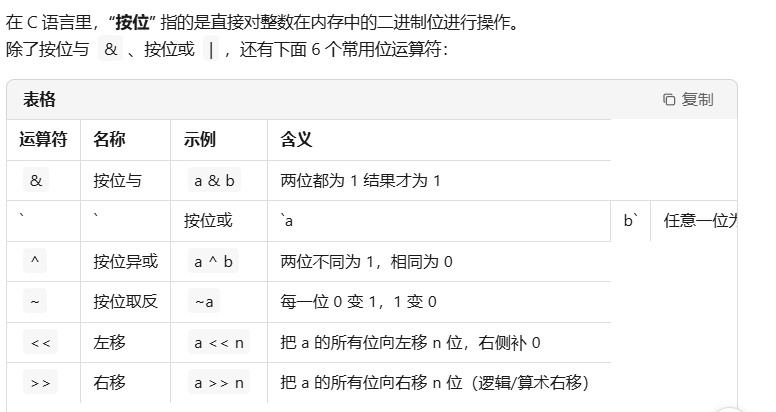 在 C 语言里，“按位” 指的是直接对整数在内存中的二进制位进行操作。
除了按位与 & 、按位或 | ，还有下面 6 个常用位运算符：
表格 复制
运算符 名称 示例 含义
& 按位与 a & b 两位都为 1 结果才为 1
` ` 按位或 `a b` 任意一位为
^ 按位异或 a ^ b 两位不同为 1，相同为 0
~ 按位取反 ~a 每一位 0 变 1，1 变 0
<< 左移 a << n 把 a 的所有位向左移 n 位，右侧补 0
>> 右移 a >> n 把 a 的所有位向右移 n 位（逻辑/算术右移）